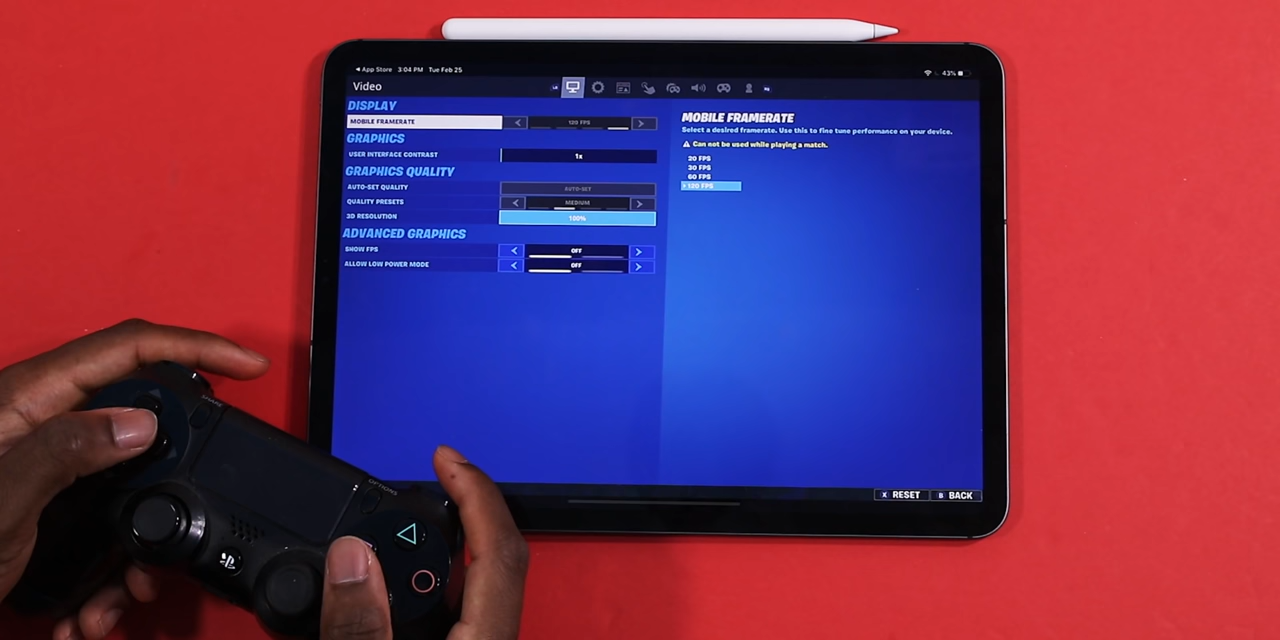 ◀ App Store 3:04 PM Tue Feb 25
43%
Video
DISPLAY
MOBILE FRAMERATE
120 FPS
GRAPHICS
USER INTERFACE CONTRAST
1x
GRAPHICS QUALITY
AUTO-SET QUALITY
AUTO-SET
QUALITY PRESETS
MEDIUM
3D RESOLUTION
100%
ADVANCED GRAPHICS
SHOW FPS
OFF
ALLOW LOW POWER MODE
OFF
MOBILE FRAMERATE
Select a desired framerate. Use this to fine tune performance on your device.
Can not be used while playing a match.
20 FPS
30 FPS
60 FPS
120 FPS
X RESET B BACK
SHARE
OPTIONS